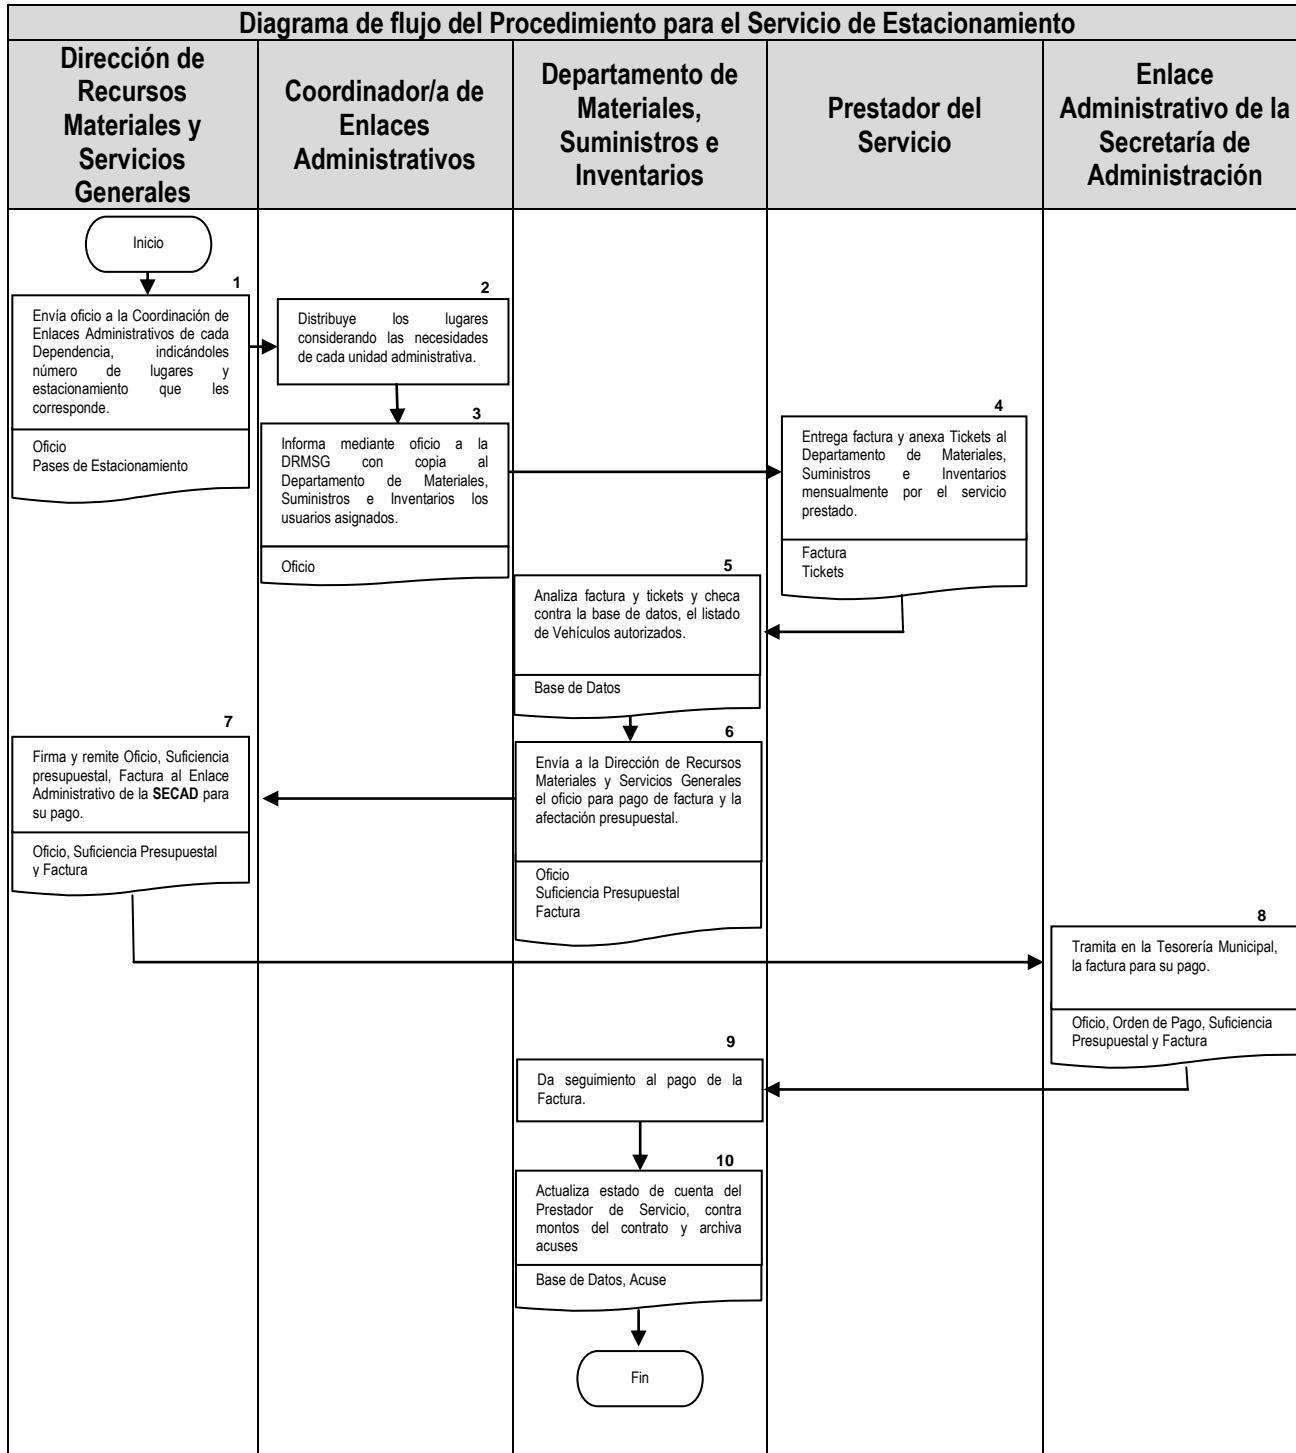 Diagrama de flujo del Procedimiento para el Servicio de Estacionamiento
Dirección de
Recursos
Materiales y
Servicios
Generales
Coordinador/a de
Enlaces
Administrativos
Departamento de
Materiales,
Suministros e
Inventarios
Prestador del
Servicio
Enlace
Administrativo de la
Secretaría de
Administración
Inicio
1
Envía oficio a la Coordinación de
Enlaces Administrativos de cada
Dependencia, indicándoles
número de lugares y
estacionamiento que les
corresponde.
Oficio
Pases de Estacionamiento
2
Distribuye los lugares
considerando las necesidades
de cada unidad administrativa.
3
Informa mediante oficio a la
DRMSG con copia al
Departamento de Materiales,
Suministros e Inventarios los
usuarios asignados.
Oficio
4
Entrega factura y anexa Tickets al
Departamento de Materiales,
Suministros e Inventarios
mensualmente por el servicio
prestado.
Factura
Tickets
5
Analiza factura y tickets y checa
contra la base de datos, el listado
de Vehículos autorizados.
Base de Datos
6
Envía a la Dirección de Recursos
Materiales y Servicios Generales
el oficio para pago de factura y la
afectación presupuestal.
Oficio
Suficiencia Presupuestal
Factura
7
Firma y remite Oficio, Suficiencia
presupuestal, Factura al Enlace
Administrativo de la SECAD para
su pago.
Oficio, Suficiencia Presupuestal
y Factura
8
Tramita en la Tesorería Municipal,
la factura para su pago.
Oficio, Orden de Pago, Suficiencia
Presupuestal y Factura
9
Da seguimiento al pago de la
Factura.
10
Actualiza estado de cuenta del
Prestador de Servicio, contra
montos del contrato y archiva
acuses
Base de Datos, Acuse
Fin